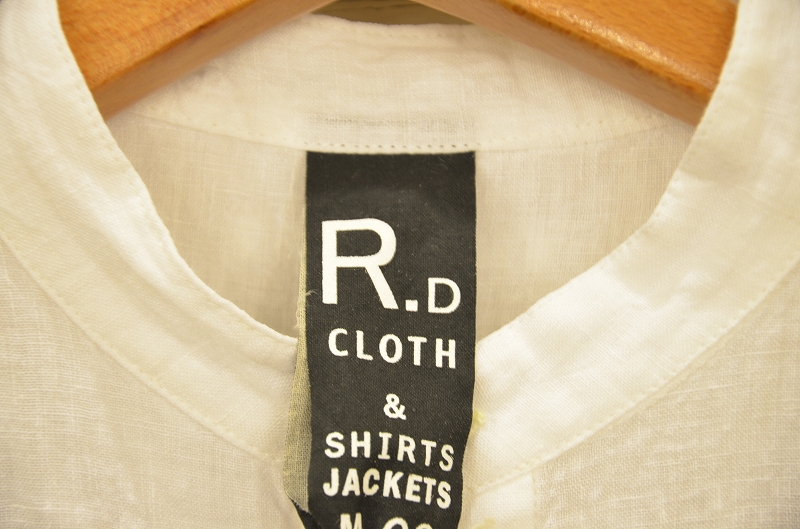 R.D
CLOTH
&
SHIRTS
JACKETS